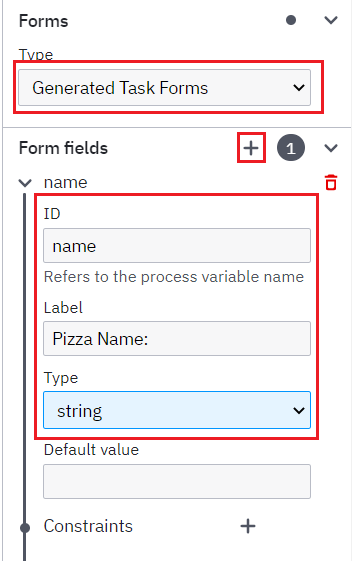 Forms
Type
Generated Task Forms
Form fields
1
name
ID
name
Refers to the process variable name
Label
Pizza Name:
Type
string
Default value
Constraints